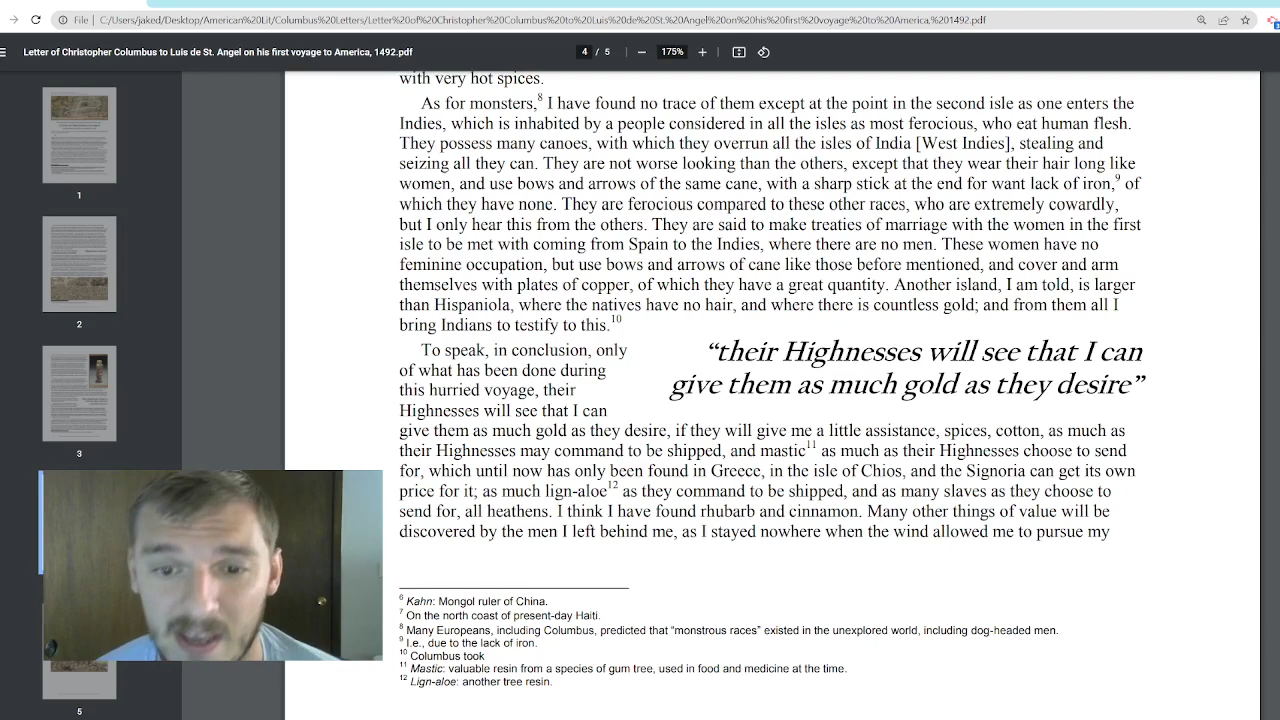 File | C:/Users/jaked/Desktop/American%20Lit/Columbus%20Letters/Letter%20of%20Christopher%20Columbus%20to%20Luis%20de%20St.%20Angel%20on%20his%20first%20voyage%20to%20America,%201492.pdf
Letter of Christopher Columbus to Luis de St. Angel on his first voyage to America, 1492.pdf
4 / 5
175%
with very hot spices.
As for monsters,8 I have found no trace of them except at the point in the second isle as one enters the
Indies, which is inhabited by a people considered in all the isles as most ferocious, who eat human flesh.
They possess many canoes, with which they overrun all the isles of India [West Indies], stealing and
seizing all they can. They are not worse looking than the others, except that they wear their hair long like
women, and use bows and arrows of the same cane, with a sharp stick at the end for want lack of iron,9 of
which they have none. They are ferocious compared to these other races, who are extremely cowardly,
but I only hear this from the others. They are said to make treaties of marriage with the women in the first
isle to be met with coming from Spain to the Indies, where there are no men. These women have no
feminine occupation, but use bows and arrows of cane like those before mentioned, and cover and arm
themselves with plates of copper, of which they have a great quantity. Another island, I am told, is larger
than Hispaniola, where the natives have no hair, and where there is countless gold; and from them all I
bring Indians to testify to this.10
To speak, in conclusion, only
of what has been done during
this hurried voyage, their
Highnesses will see that I can
“their Highnesses will see that I can
give them as much gold as they desire”
give them as much gold as they desire, if they will give me a little assistance, spices, cotton, as much as
their Highnesses may command to be shipped, and mastic11 as much as their Highnesses choose to send
for, which until now has only been found in Greece, in the isle of Chios, and the Signoria can get its own
price for it; as much lign-aloe12 as they command to be shipped, and as many slaves as they choose to
send for, all heathens. I think I have found rhubarb and cinnamon. Many other things of value will be
discovered by the men I left behind me, as I stayed nowhere when the wind allowed me to pursue my
6 Kahn: Mongol ruler of China.
7 On the north coast of present-day Haiti.
8 Many Europeans, including Columbus, predicted that “monstrous races” existed in the unexplored world, including dog-headed men.
9 I.e., due to the lack of iron.
10 Columbus took
11 Mastic: valuable resin from a species of gum tree, used in food and medicine at the time.
12 Lign-aloe: another tree resin.
1
2
3
5